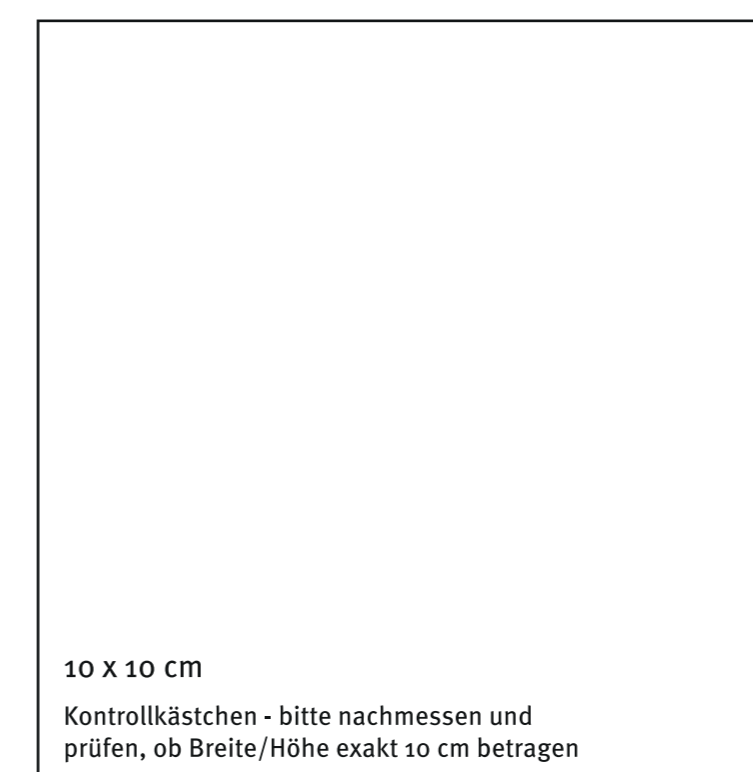 10 x 10 cm
Kontrollkästchen - bitte nachmessen und
prüfen, ob Breite/Höhe exakt 10 cm betragen